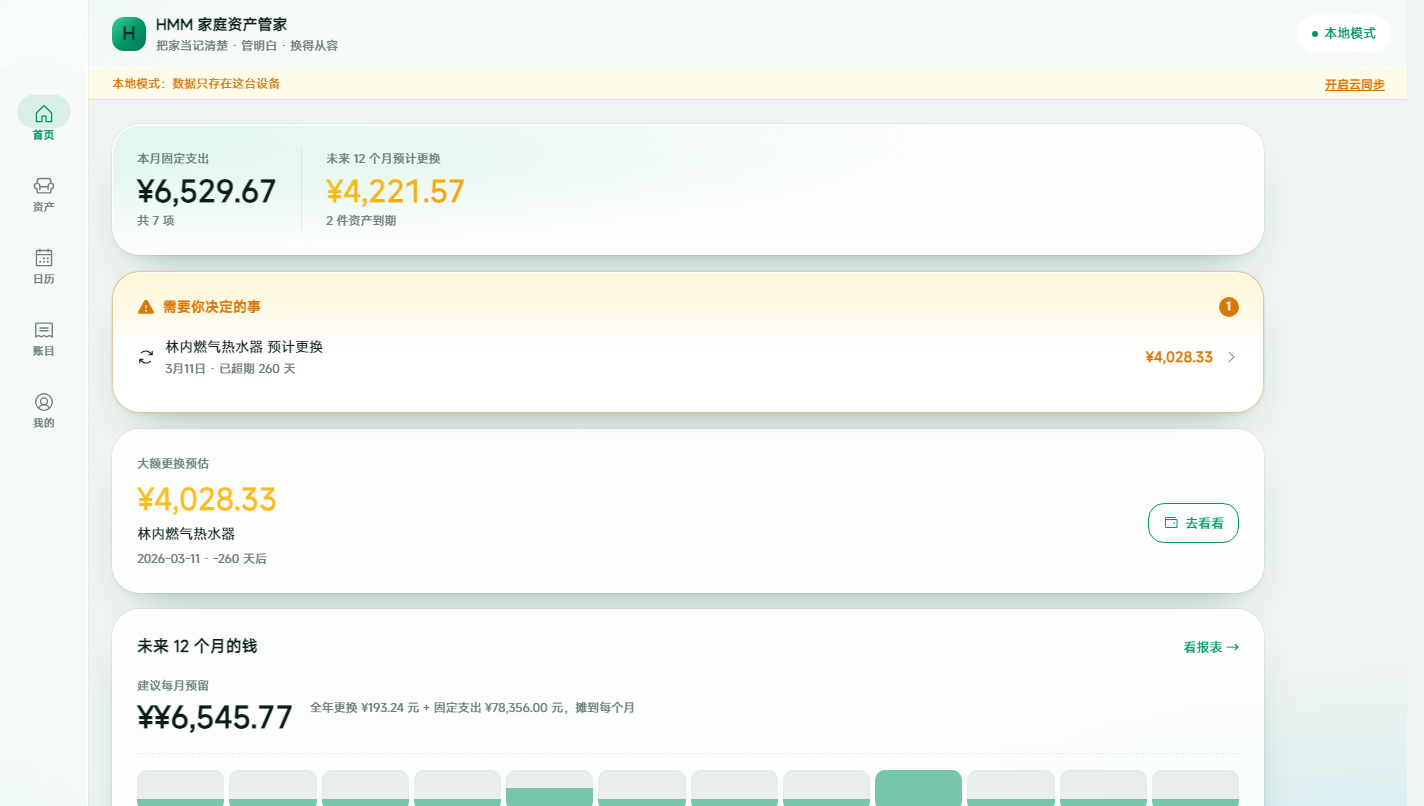 H
HMM 家庭资产管家
把家当记清楚 · 管明白 · 换得从容
本地模式
本地模式：数据只存在这台设备
开启云同步
首页
资产
日历
账目
我的
本月固定支出
¥6,529.67
共 7 项
未来 12 个月预计更换
¥4,221.57
2 件资产到期
需要你决定的事
1
林内燃气热水器 预计更换
3月11日 · 已超期 260 天
¥4,028.33
大额更换预估
¥4,028.33
林内燃气热水器
2026-03-11 · -260 天后
去看看
未来 12 个月的钱
看报表 →
建议每月预留
¥¥6,545.77
全年更换 ¥193.24 元 + 固定支出 ¥78,356.00 元，摊到每个月